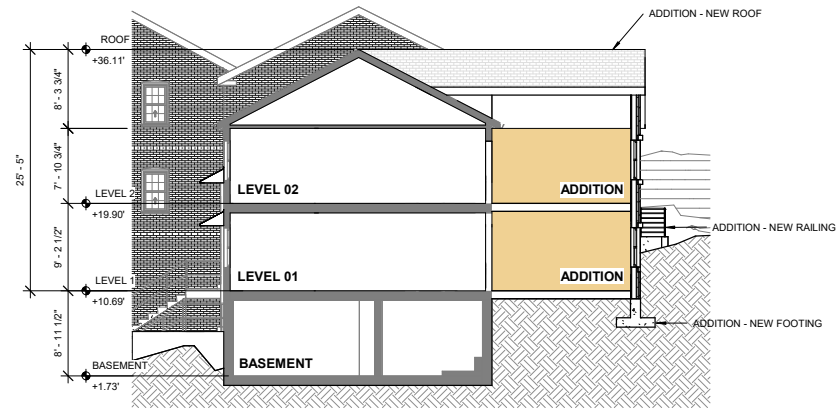 ADDITION - NEW ROOF
ROOF
+36.11'
8' - 3 3/4"
25' - 5"
7' - 10 3/4"
LEVEL 02
ADDITION
LEVEL 2
+19.90'
9' - 2 1/2"
ADDITION - NEW RAILING
LEVEL 01
ADDITION
LEVEL 1
+10.69'
8' - 11 1/2"
ADDITION - NEW FOOTING
BASEMENT
BASEMENT
+1.73'